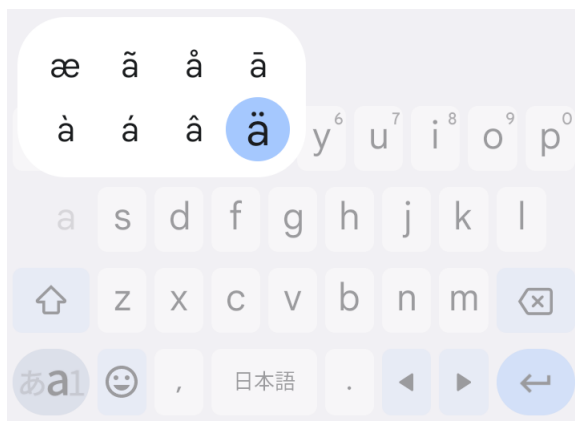 æ ã å ā
à á â ä
y6 u7 i8 o9 p0
a s d f g h j k l
z x c v b n m
あa1 , 日本語 .